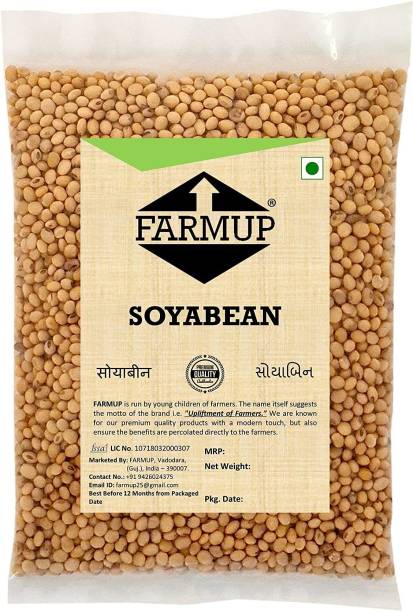 FARMUP®
SOYABEAN
सोयाबीन
PREMIUM
QUALITY
Authentic
સોયાબિન
FARMUP is run by young children of farmers. The name itself suggests
the motto of the brand i.e. "Upliftment of Farmers." We are known
for our premium quality products with a modern touch, but also
ensure the benefits are percolated directly to the farmers.
fssai LIC No. 10718032000307
Marketed By: FARMUP, Vadodara,
(Guj.), India – 390007.
Contact No.: +91 9426024375
Email ID: farmup25@gmail.com
Best Before 12 Months from Packaged
Date
MRP:
Net Weight:
Pkg. Date: